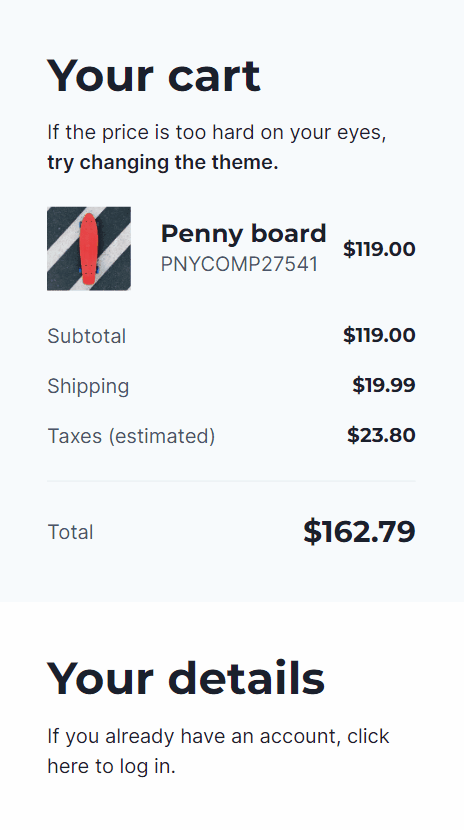 Your cart
If the price is too hard on your eyes,
try changing the theme.
Penny board
PNYCOMP27541
$119.00
Subtotal $119.00
Shipping $19.99
Taxes (estimated) $23.80
Total $162.79
Your details
If you already have an account, click
here to log in.